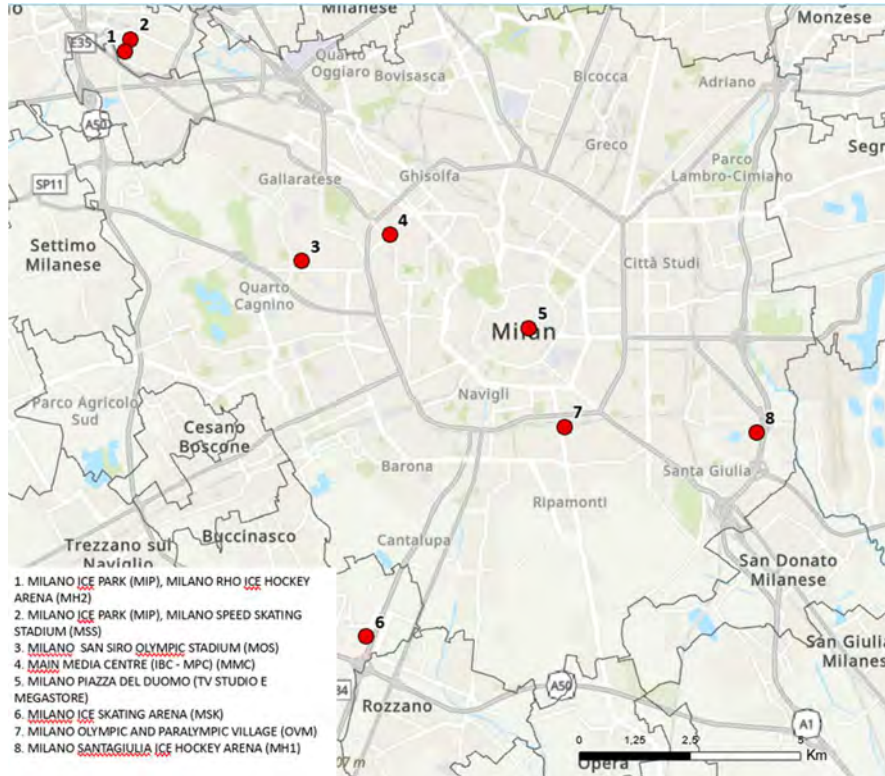 Milanese
Monzese
1
2
E35
Quarto
Oggiaro
Bovisasca
Bicocca
Adriano
A50
Greco
Parco
Lambro-Cimiano
Segr
SP11
Gallaratese
Ghisolfa
4
Settimo
Milanese
3
Città Studi
Quarto
Cagnino
5
Milan
Parco Agricolo
Sud
Navigli
Cesano
Boscone
7
8
Barona
Santa Giulia
Ripamonti
Buccinasco
Cantalupa
Trezzano sul
Naviglio
San Donato
Milanese
1. MILANO ICE PARK (MIP), MILANO RHO ICE HOCKEY
ARENA (MH2)
2. MILANO ICE PARK (MIP), MILANO SPEED SKATING
STADIUM (MSS)
3. MILANO SAN SIRO OLYMPIC STADIUM (MOS)
4. MAIN MEDIA CENTRE (IBC - MPC) (MMC)
5. MILANO PIAZZA DEL DUOMO (TV STUDIO E
MEGASTORE)
6. MILANO ICE SKATING ARENA (MSK)
7. MILANO OLYMPIC AND PARALYMPIC VILLAGE (OVM)
8. MILANO SANTAGIULIA ICE HOCKEY ARENA (MH1)
6
San Giulia
Milanes
34
A50
Rozzano
A1
0 1,25 2,5 5
Km
Opera
07 m